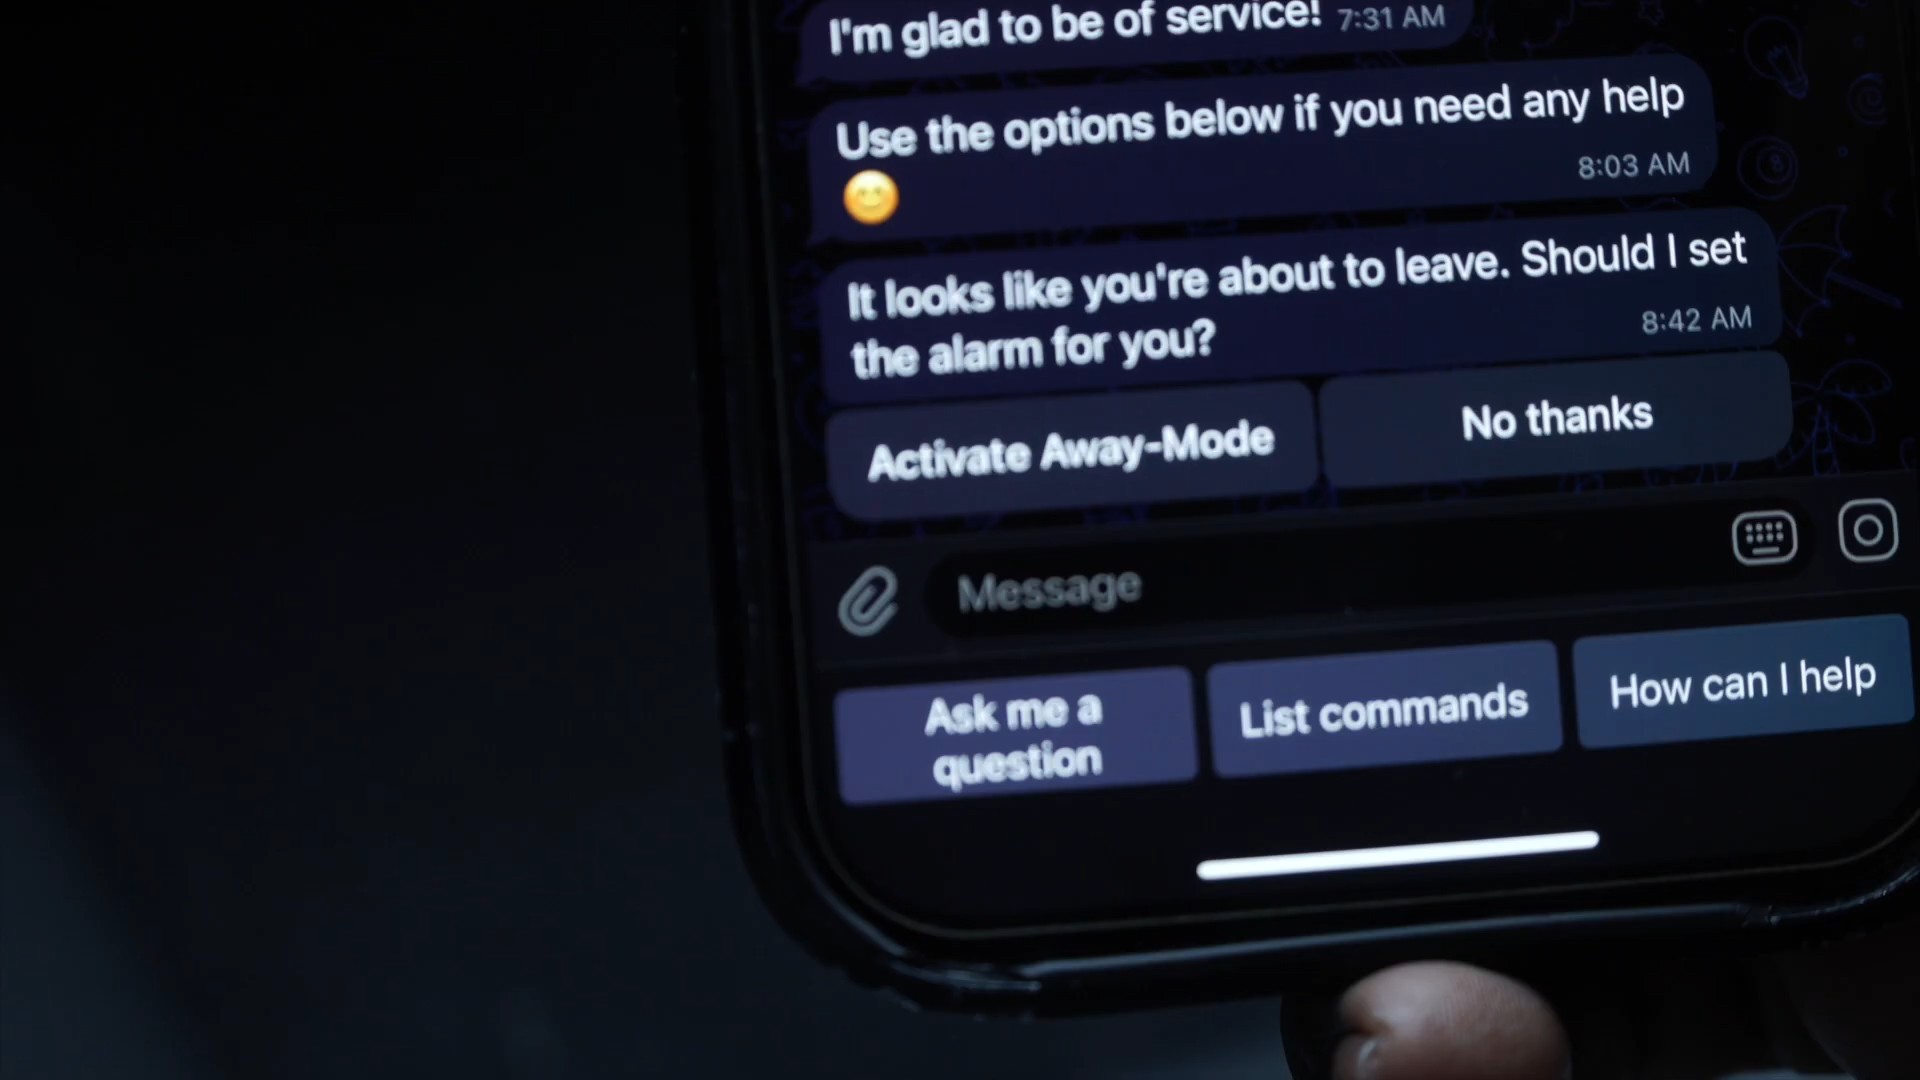 I'm glad to be of service! 7:31 AM
Use the options below if you need any help
😊 8:03 AM
It looks like you're about to leave. Should I set
the alarm for you? 8:42 AM
Activate Away-Mode No thanks
Message
Ask me a
question
List commands
How can I help